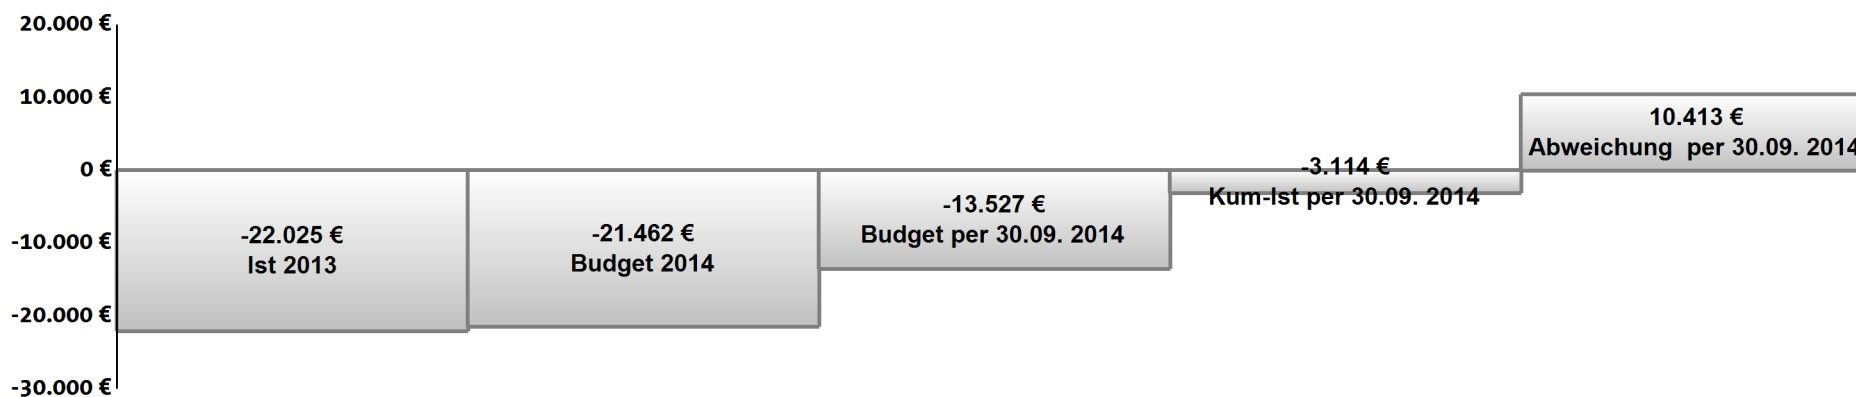 20.000 €
10.000 €
0 €
-10.000 €
-20.000 €
-30.000 €
-22.025 €
Ist 2013
-21.462 €
Budget 2014
-13.527 €
Budget per 30.09. 2014
-3.114 €
Kum-Ist per 30.09. 2014
10.413 €
Abweichung  per 30.09. 2014